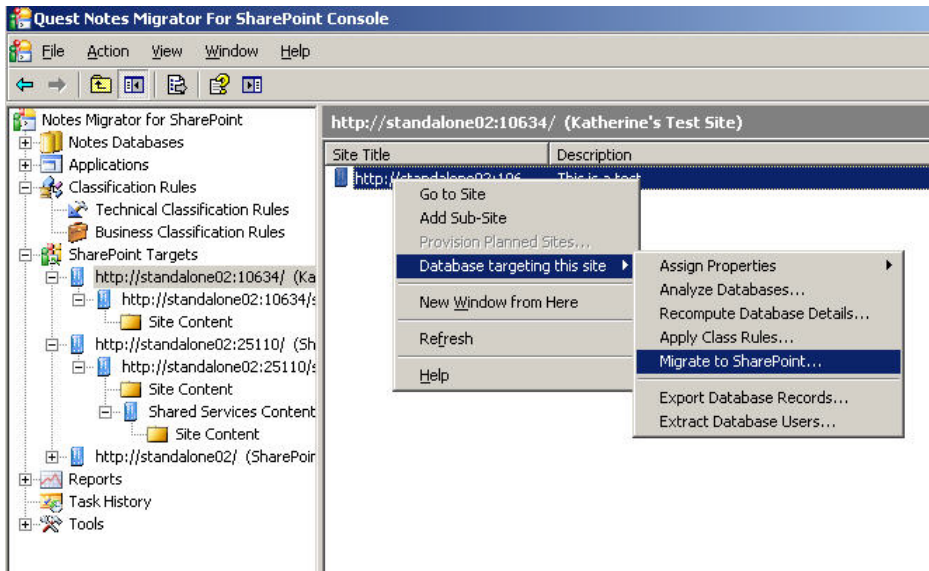 Quest Notes Migrator For SharePoint Console
File Action View Window Help
Notes Migrator for SharePoint
Notes Databases
Applications
Classification Rules
Technical Classification Rules
Business Classification Rules
SharePoint Targets
http://standalone02:10634/ (Ka
http://standalone02:10634/s
Site Content
http://standalone02:25110/ (Sh
http://standalone02:25110/s
Site Content
Shared Services Content
Site Content
http://standalone02/ (SharePoin
Reports
Task History
Tools
http://standalone02:10634/ (Katherine's Test Site)
Site Title Description
http://standalone02:106... This is a test
Go to Site
Add Sub-Site
Provision Planned Sites...
Database targeting this site
New Window from Here
Refresh
Help
Assign Properties
Analyze Databases...
Recompute Database Details...
Apply Class Rules...
Migrate to SharePoint...
Export Database Records...
Extract Database Users...